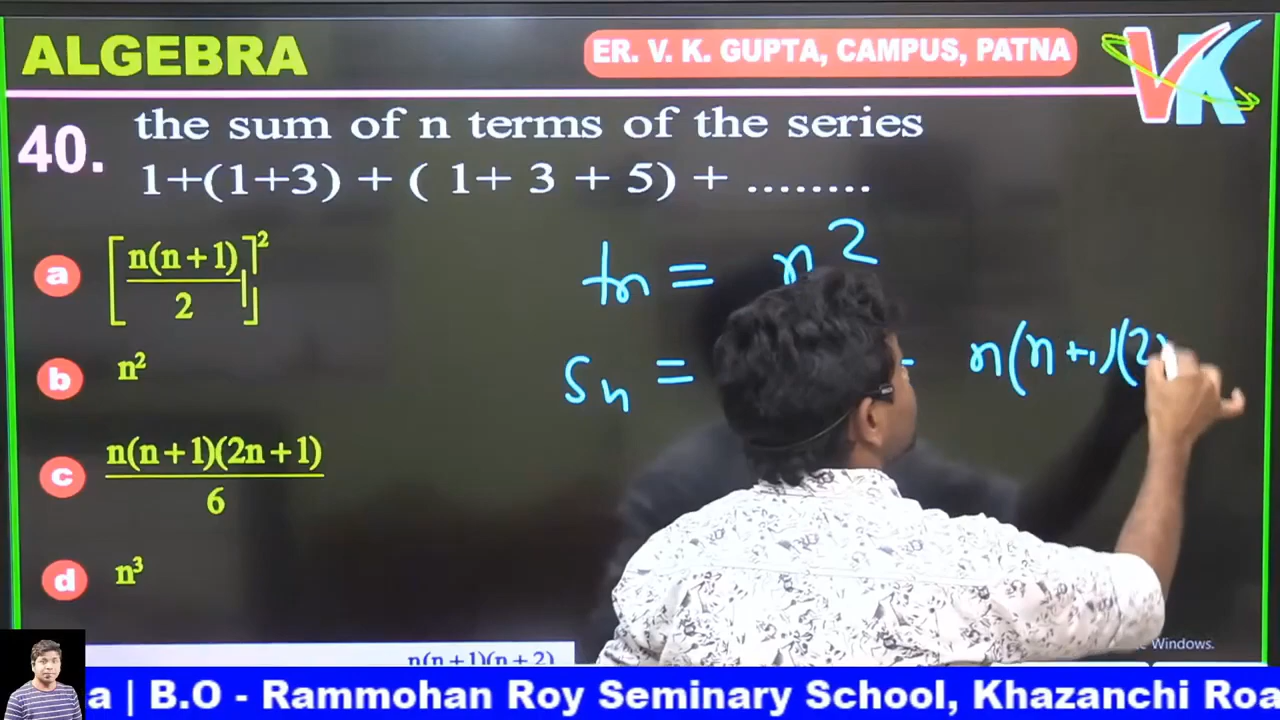 ALGEBRA
ER. V. K. GUPTA, CAMPUS, PATNA
VK
40. the sum of n terms of the series
1+(1+3) + ( 1+ 3 + 5) + ........
a [n(n+1)/2]²
b n²
c n(n+1)(2n+1)/6
d n³
tn = n²
Sn = n(n+1)(2
Windows.
n(n+1)(n+2)
a | B.O - Rammohan Roy Seminary School, Khazanchi Roa